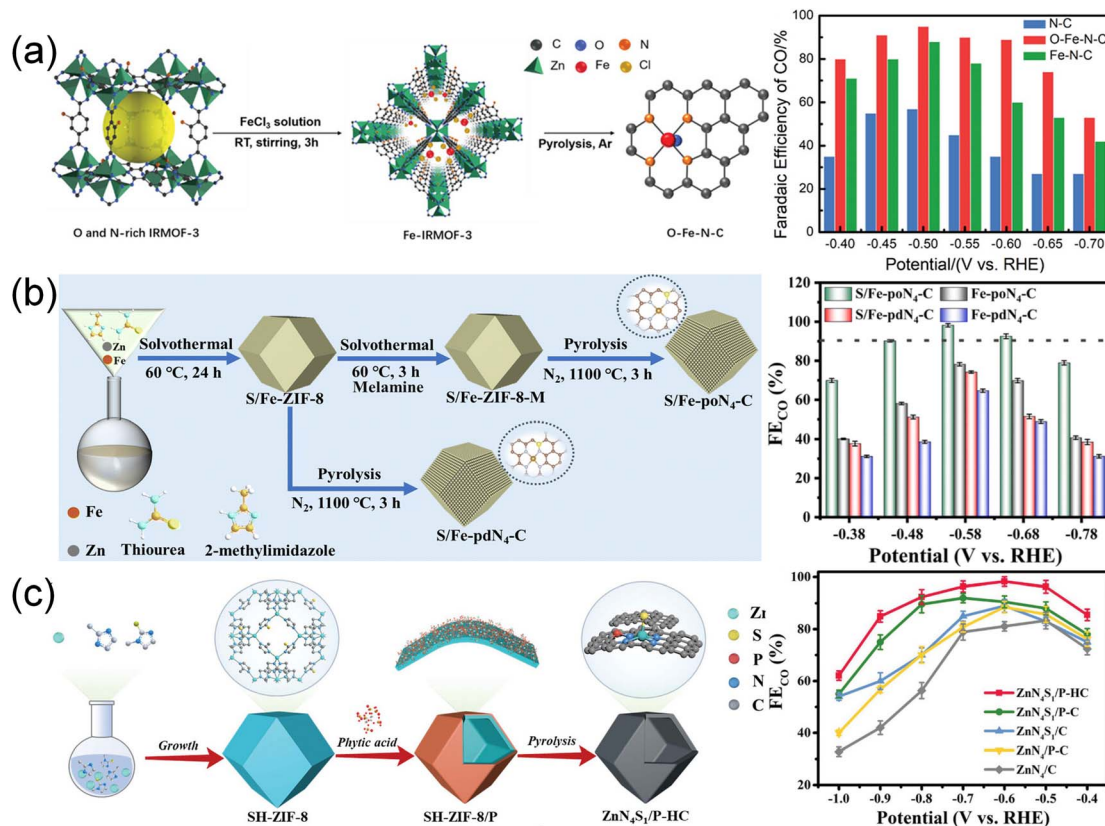 (a)
FeCl₃ solution
RT, stirring, 3h
Pyrolysis, Ar
C O N
Zn Fe Cl
O and N-rich IRMOF-3
Fe-IRMOF-3
O-Fe-N-C
Faradaic Efficiency of CO/%
100
80
60
40
20
0
N-C
O-Fe-N-C
Fe-N-C
-0.40 -0.45 -0.50 -0.55 -0.60 -0.65 -0.70
Potential/(V vs. RHE)
(b)
Zn
Fe
Solvothermal
60 ℃, 24 h
S/Fe-ZIF-8
Solvothermal
60 ℃, 3 h
Melamine
S/Fe-ZIF-8-M
Pyrolysis
N₂, 1100 ℃, 3 h
S/Fe-poN₄-C
Pyrolysis
N₂, 1100 ℃, 3 h
S/Fe-pdN₄-C
Fe
Zn
Thiourea
2-methylimidazole
FE_CO (%)
120
100
80
60
40
20
0
S/Fe-poN₄-C Fe-poN₄-C
S/Fe-pdN₄-C Fe-pdN₄-C
-0.38 -0.48 -0.58 -0.68 -0.78
Potential (V vs. RHE)
(c)
Growth
SH-ZIF-8
Phytic acid
SH-ZIF-8/P
Pyrolysis
ZnN₄S₁/P-HC
Zn
S
P
N
C
FE_CO (%)
100
80
60
40
20
ZnN₄S₁/P-HC
ZnN₄S₁/P-C
ZnN₄S₁/C
ZnN₄/P-C
ZnN₄/C
-1.0 -0.9 -0.8 -0.7 -0.6 -0.5 -0.4
Potential (V vs. RHE)